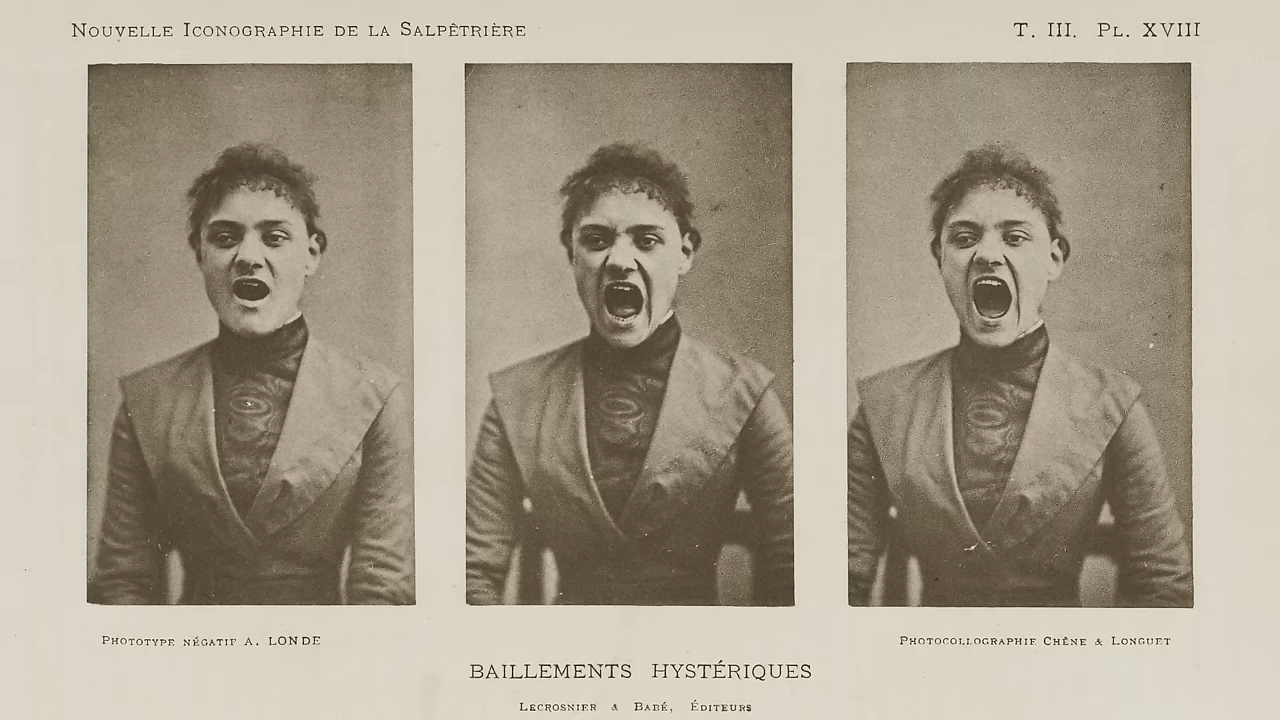 Nouvelle Iconographie de la Salpêtrière
T. III. Pl. XVIII
Phototype négatif A. Londe
Photocollographie Chêne & Longuet
BAILLEMENTS HYSTÉRIQUES
Lecrosnier & Babé, Éditeurs